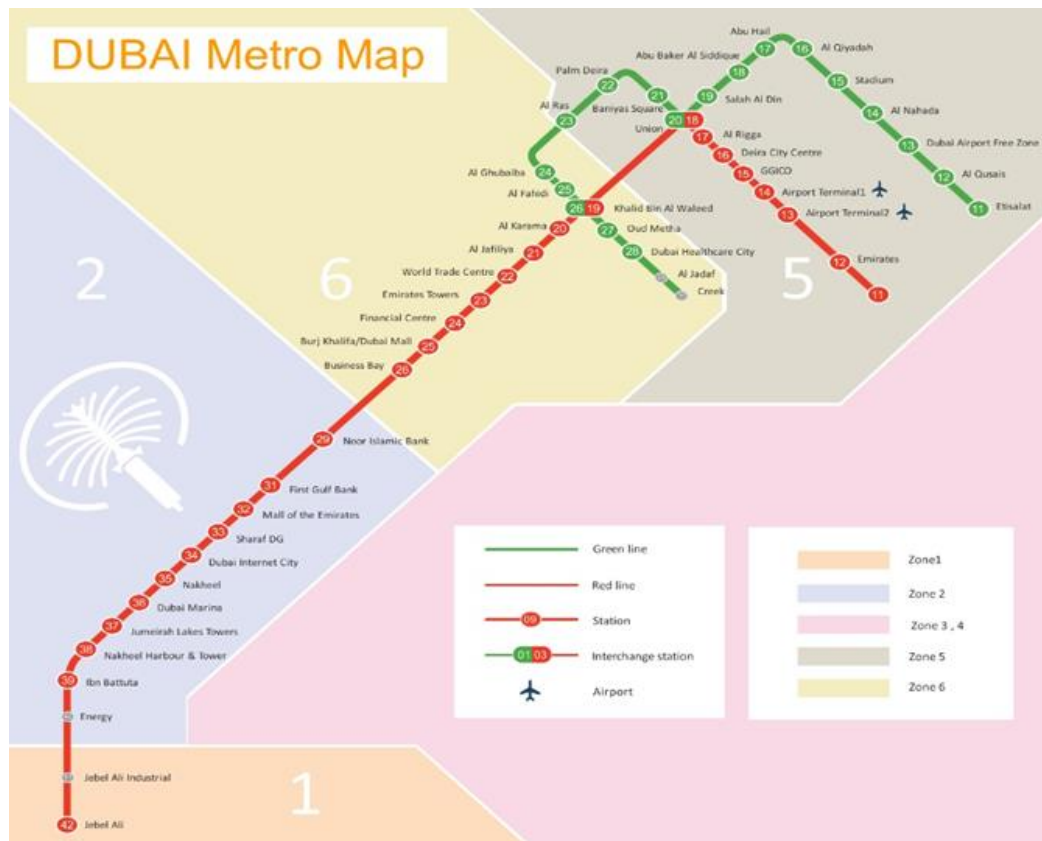 DUBAI Metro Map
Abu Hail
17
16
Al Qiyadah
Abu Baker Al Siddique
18
15
Stadium
Palm Deira
22
21
19
Salah Al Din
14
Al Nahada
Al Ras
23
Baniyas Square
20 18
Union
17
Al Rigga
13
Dubai Airport Free Zone
16
Deira City Centre
15
GGICO
12
Al Qusais
Al Ghubaiba
24
14
Airport Terminal1
11
Etisalat
Al Fahidi
25
13
Airport Terminal2
26 19
Khalid Bin Al Waleed
Al Karama
20
27
Oud Metha
Al Jafiliya
21
28
Dubai Healthcare City
12
Emirates
World Trade Centre
22
Al Jadaf
11
Emirates Towers
23
Creek
Financial Centre
24
Burj Khalifa/Dubai Mall
25
Business Bay
26
2
6
5
29
Noor Islamic Bank
31
First Gulf Bank
32
Mall of the Emirates
33
Sharaf DG
34
Dubai Internet City
35
Nakheel
36
Dubai Marina
37
Jumeirah Lakes Towers
38
Nakheel Harbour & Tower
39
Ibn Battuta
Energy
Jebel Ali Industrial
42
Jebel Ali
1
Green line
Red line
09
Station
01 03
Interchange station
Airport
Zone1
Zone 2
Zone 3 , 4
Zone 5
Zone 6